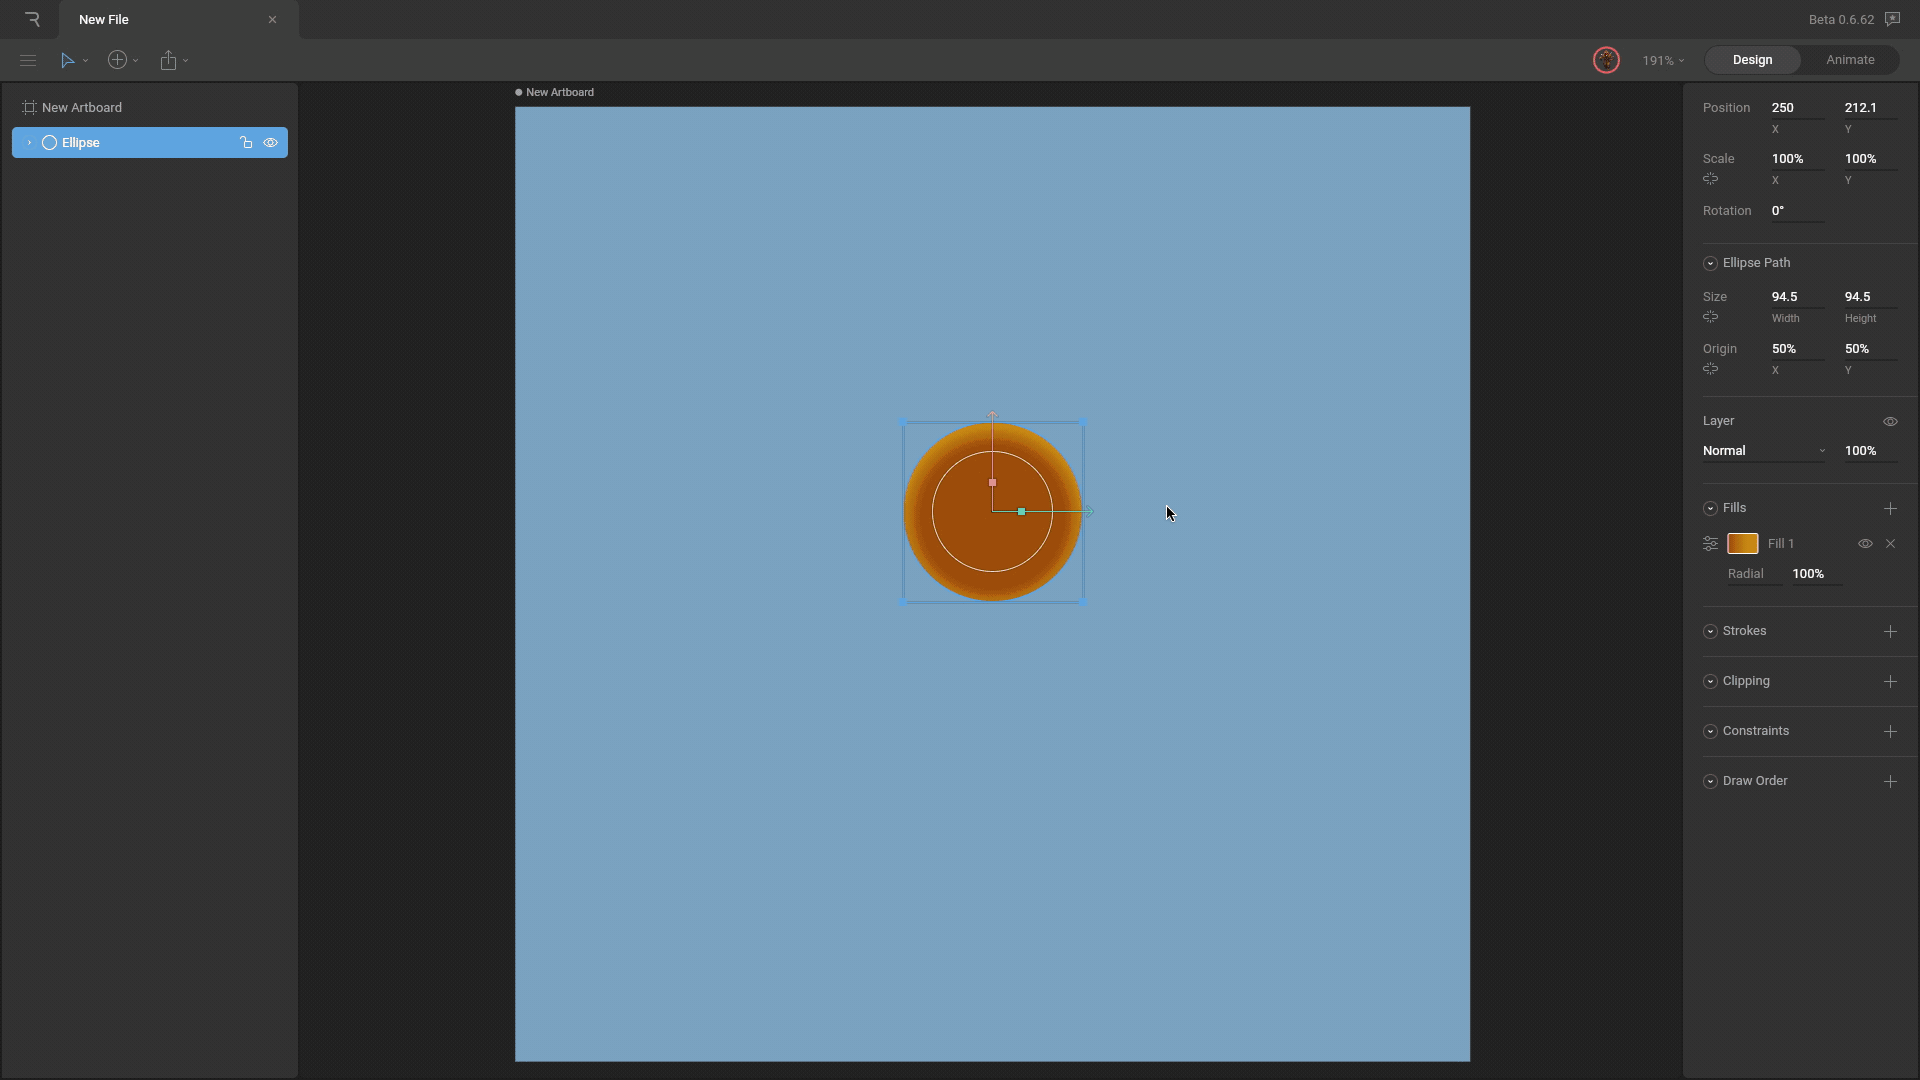 New File
Beta 0.6.62
191%
Design
Animate
New Artboard
Ellipse
New Artboard
Position 250 212.1
X Y
Scale 100% 100%
X Y
Rotation 0°
Ellipse Path
Size 94.5 94.5
Width Height
Origin 50% 50%
X Y
Layer
Normal 100%
Fills
Fill 1
Radial 100%
Strokes
Clipping
Constraints
Draw Order